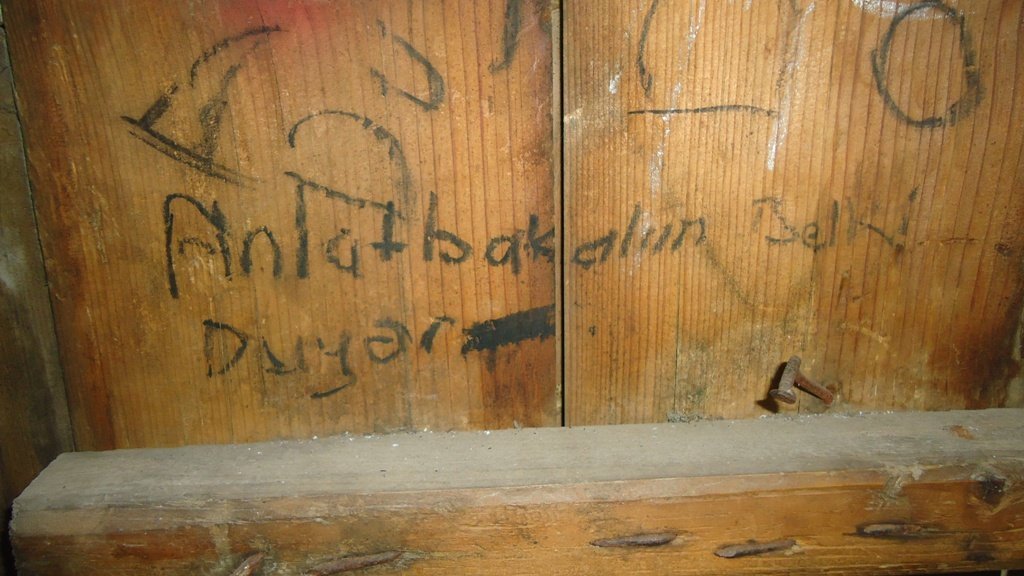 Anlat bakalım Belki
Duyar